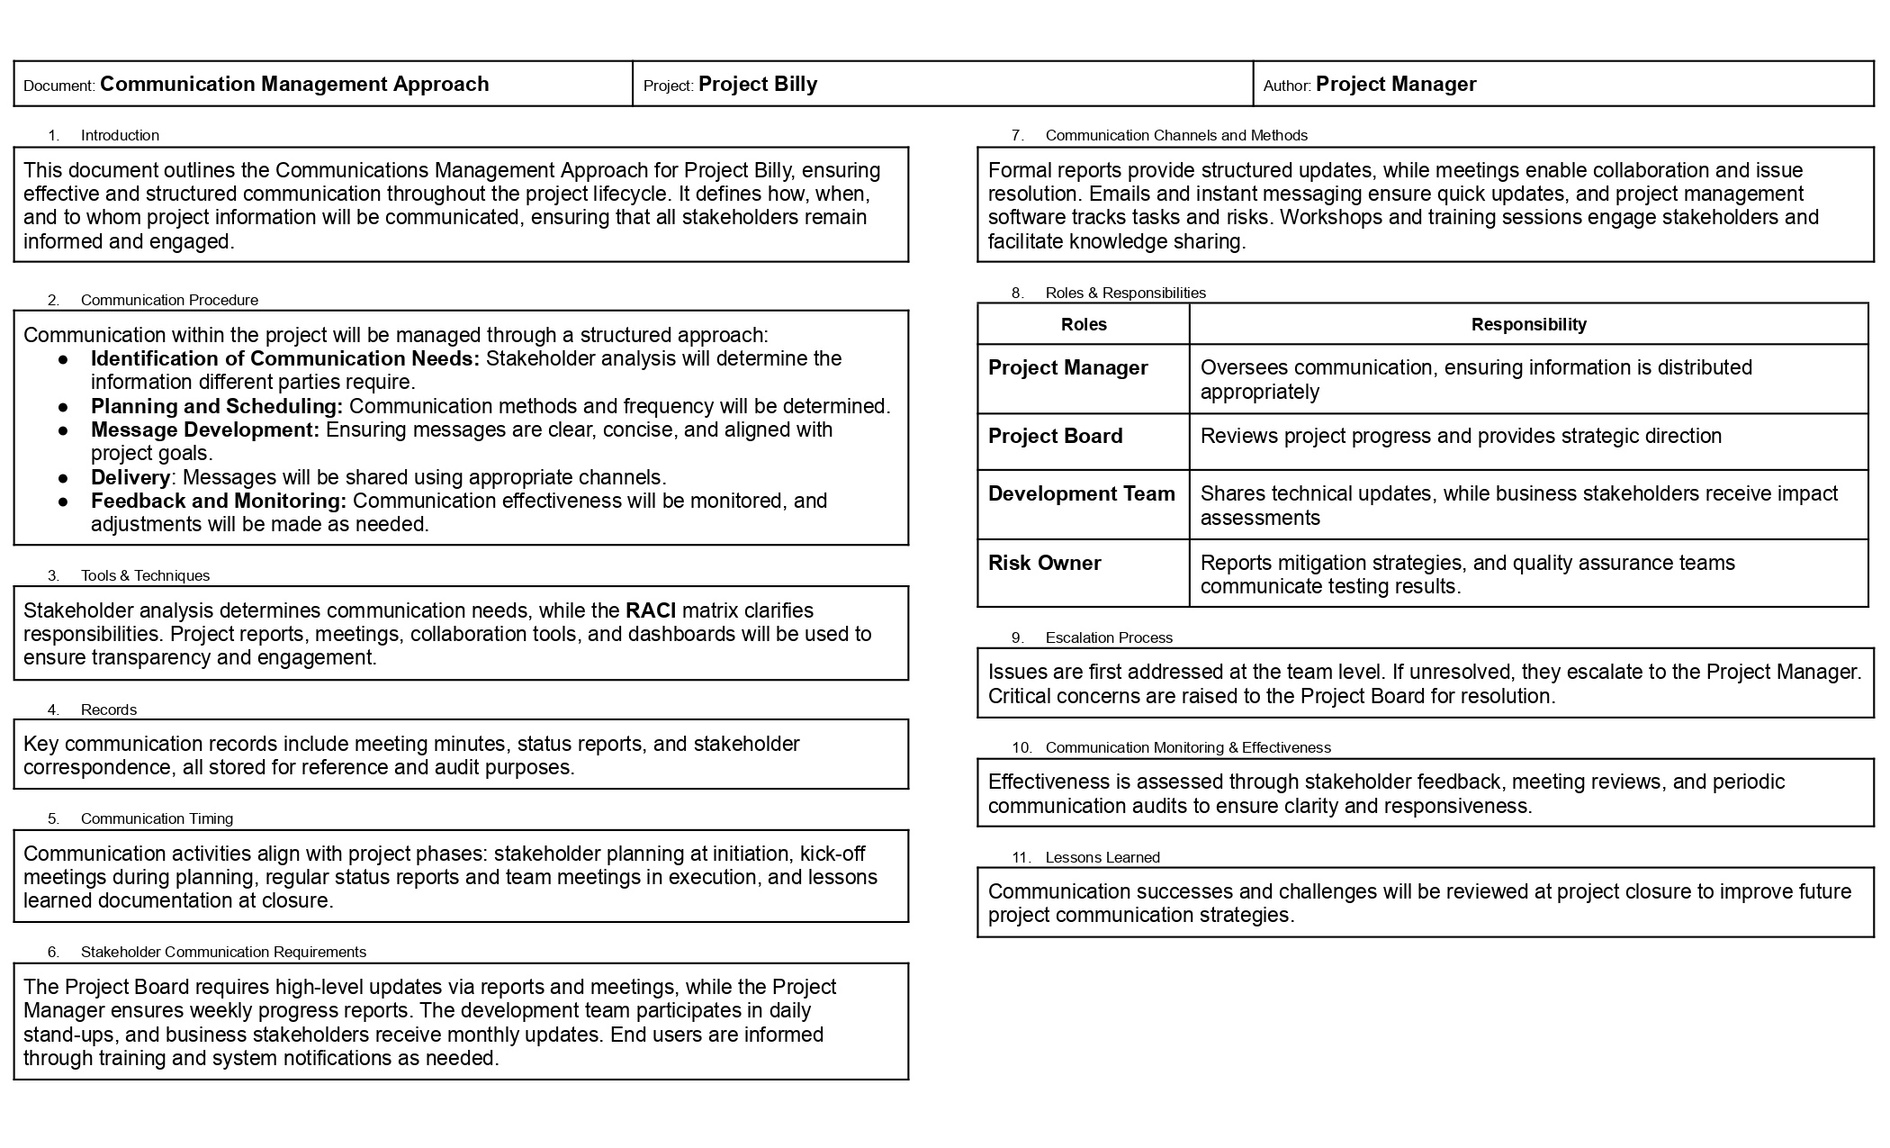 Document: Communication Management Approach
Project: Project Billy
Author: Project Manager
1. Introduction
This document outlines the Communications Management Approach for Project Billy, ensuring
effective and structured communication throughout the project lifecycle. It defines how, when,
and to whom project information will be communicated, ensuring that all stakeholders remain
informed and engaged.
2. Communication Procedure
Communication within the project will be managed through a structured approach:
● Identification of Communication Needs: Stakeholder analysis will determine the
information different parties require.
● Planning and Scheduling: Communication methods and frequency will be determined.
● Message Development: Ensuring messages are clear, concise, and aligned with
project goals.
● Delivery: Messages will be shared using appropriate channels.
● Feedback and Monitoring: Communication effectiveness will be monitored, and
adjustments will be made as needed.
3. Tools & Techniques
Stakeholder analysis determines communication needs, while the RACI matrix clarifies
responsibilities. Project reports, meetings, collaboration tools, and dashboards will be used to
ensure transparency and engagement.
4. Records
Key communication records include meeting minutes, status reports, and stakeholder
correspondence, all stored for reference and audit purposes.
5. Communication Timing
Communication activities align with project phases: stakeholder planning at initiation, kick-off
meetings during planning, regular status reports and team meetings in execution, and lessons
learned documentation at closure.
6. Stakeholder Communication Requirements
The Project Board requires high-level updates via reports and meetings, while the Project
Manager ensures weekly progress reports. The development team participates in daily
stand-ups, and business stakeholders receive monthly updates. End users are informed
through training and system notifications as needed.
7. Communication Channels and Methods
Formal reports provide structured updates, while meetings enable collaboration and issue
resolution. Emails and instant messaging ensure quick updates, and project management
software tracks tasks and risks. Workshops and training sessions engage stakeholders and
facilitate knowledge sharing.
8. Roles & Responsibilities
Roles
Responsibility
Project Manager
Oversees communication, ensuring information is distributed
appropriately
Project Board
Reviews project progress and provides strategic direction
Development Team
Shares technical updates, while business stakeholders receive impact
assessments
Risk Owner
Reports mitigation strategies, and quality assurance teams
communicate testing results.
9. Escalation Process
Issues are first addressed at the team level. If unresolved, they escalate to the Project Manager.
Critical concerns are raised to the Project Board for resolution.
10. Communication Monitoring & Effectiveness
Effectiveness is assessed through stakeholder feedback, meeting reviews, and periodic
communication audits to ensure clarity and responsiveness.
11. Lessons Learned
Communication successes and challenges will be reviewed at project closure to improve future
project communication strategies.